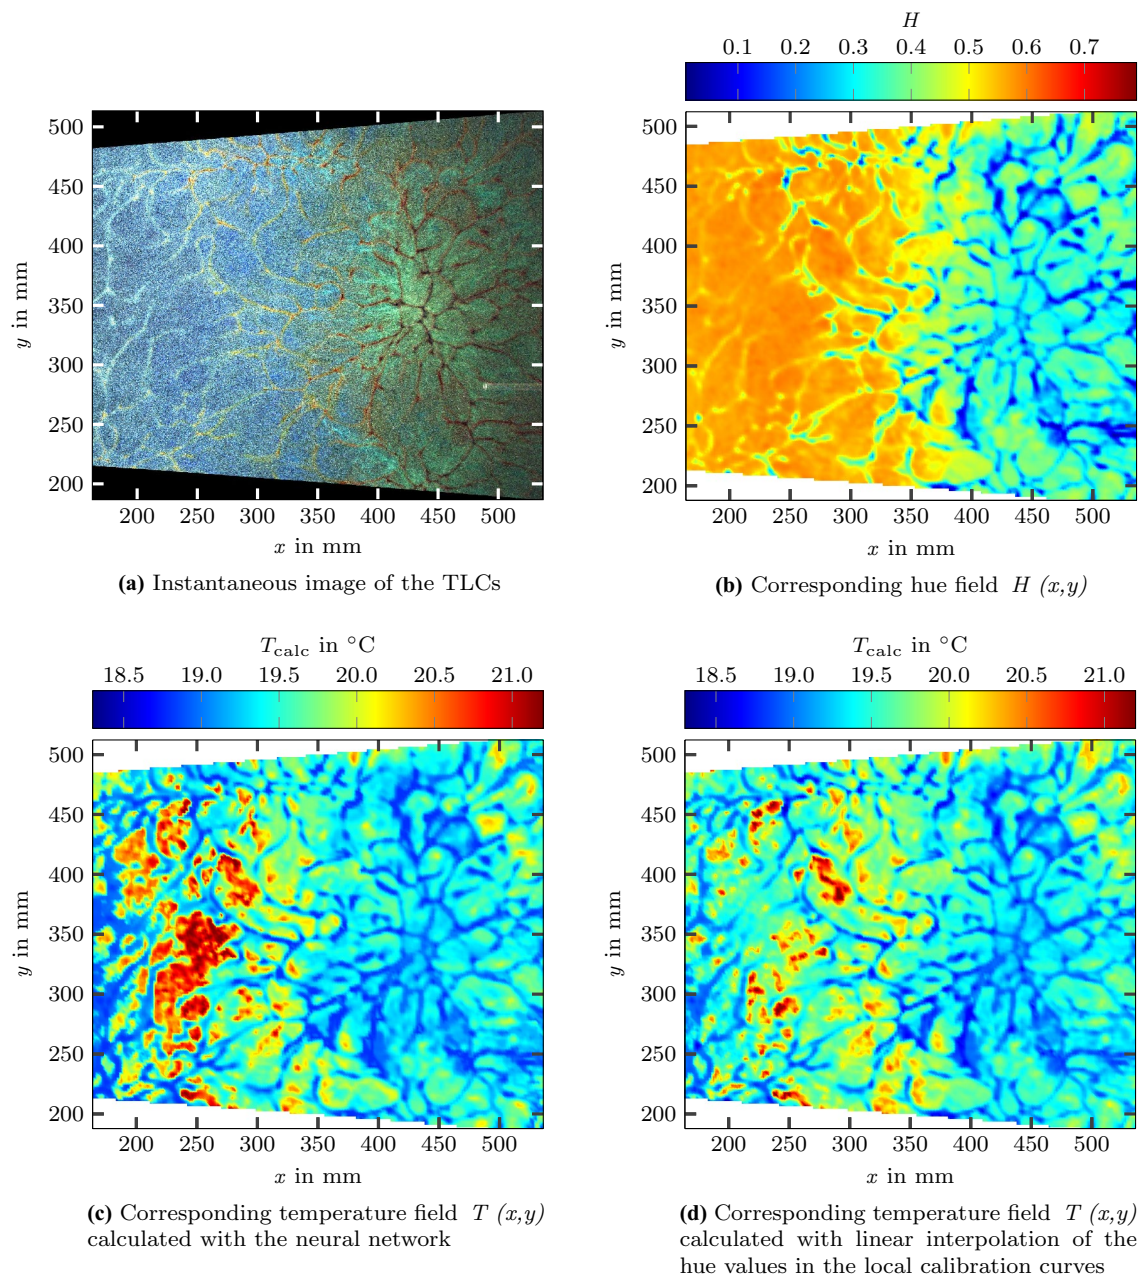 H
0.1 0.2 0.3 0.4 0.5 0.6 0.7
500
450
400
350
300
250
200
y in mm
200 250 300 350 400 450 500
x in mm
(a) Instantaneous image of the TLCs
500
450
400
350
300
250
200
y in mm
200 250 300 350 400 450 500
x in mm
(b) Corresponding hue field H (x,y)
Tcalc in °C
18.5 19.0 19.5 20.0 20.5 21.0
500
450
400
350
300
250
200
y in mm
200 250 300 350 400 450 500
x in mm
(c) Corresponding temperature field T (x,y)
calculated with the neural network
Tcalc in °C
18.5 19.0 19.5 20.0 20.5 21.0
500
450
400
350
300
250
200
y in mm
200 250 300 350 400 450 500
x in mm
(d) Corresponding temperature field T (x,y)
calculated with linear interpolation of the
hue values in the local calibration curves